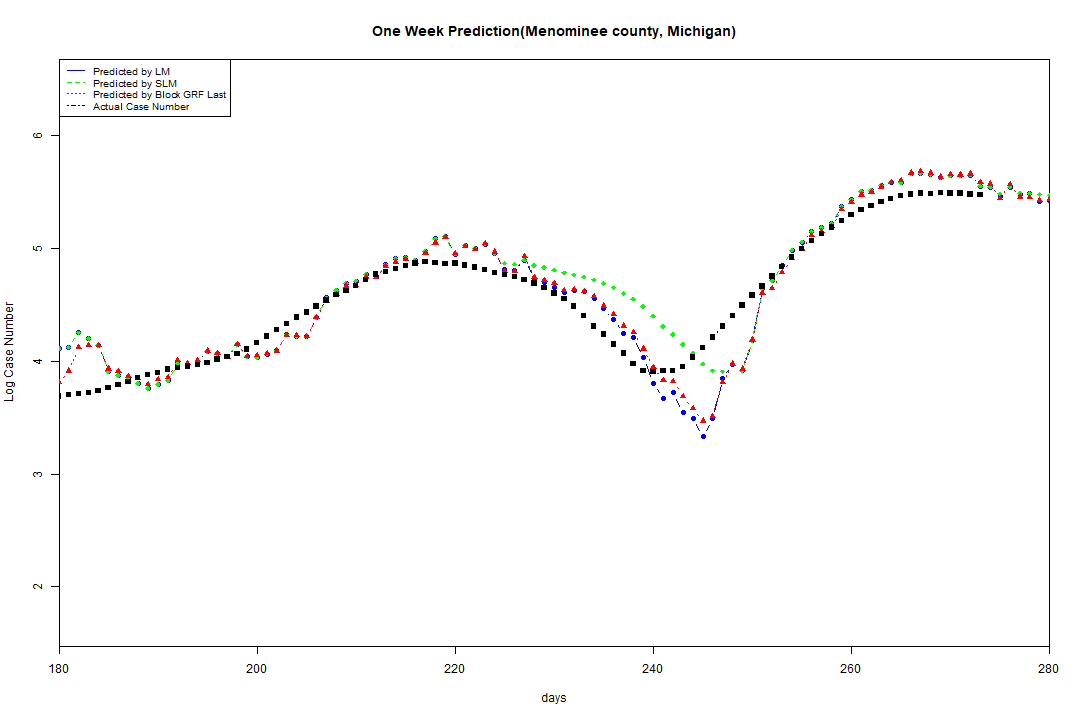 One Week Prediction(Menominee county, Michigan)
Predicted by LM
Predicted by SLM
Predicted by Block GRF Last
Actual Case Number
Log Case Number
6
5
4
3
2
180 200 220 240 260 280
days